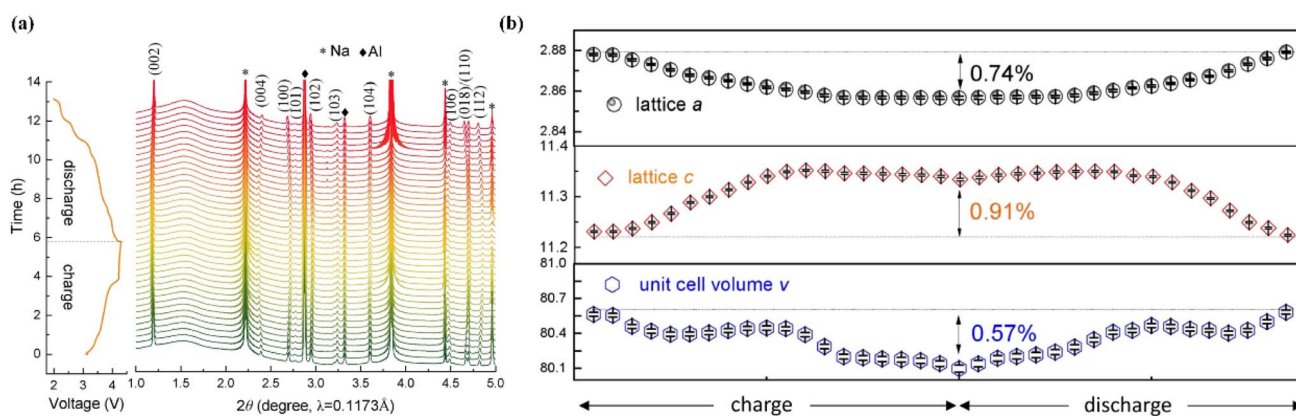 (a)
* Na ♦ Al
(002)
*
(004)
(100)
(101)
♦
(102)
(103)
♦
(104)
*
*
(106)
(018)/(110)
(112)
*
14
12
10
8
6
4
2
0
Time (h)
discharge
charge
2 3 4
Voltage (V)
1.0 1.5 2.0 2.5 3.0 3.5 4.0 4.5 5.0
2θ (degree, λ=0.1173Å)
(b)
2.88
2.86
2.84
0.74%
lattice a
11.4
11.3
11.2
lattice c
0.91%
81.0
80.7
80.4
80.1
unit cell volume v
0.57%
charge discharge